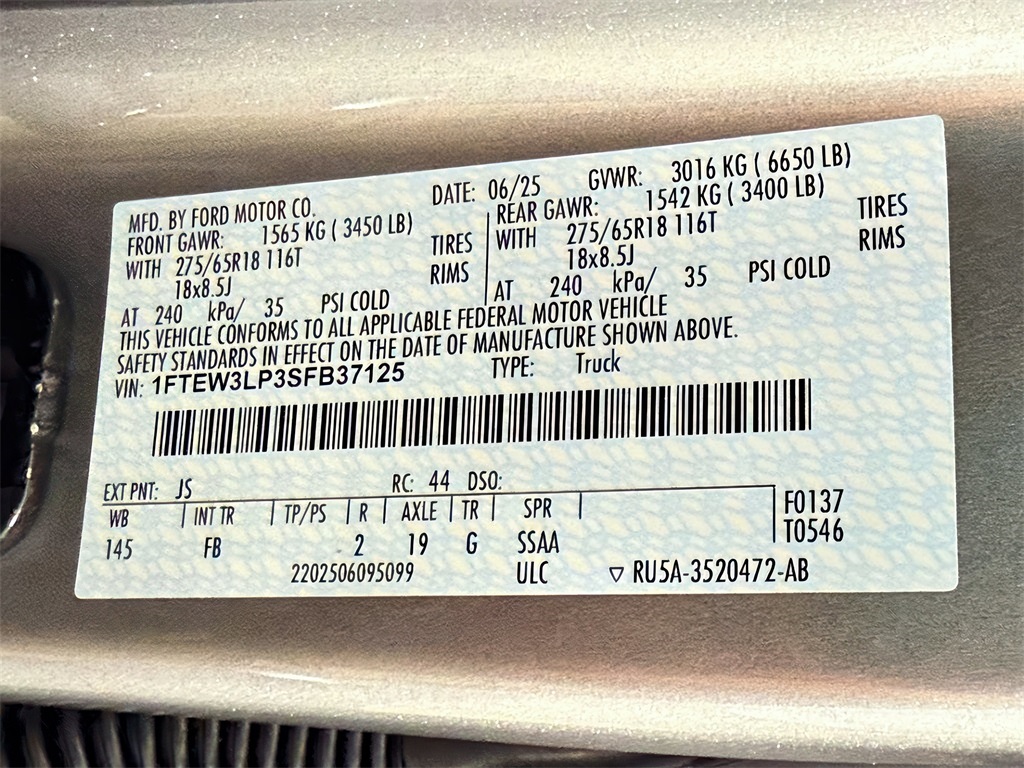 MFD. BY FORD MOTOR CO. DATE: 06/25 GVWR: 3016 KG ( 6650 LB)
FRONT GAWR: 1565 KG ( 3450 LB) REAR GAWR: 1542 KG ( 3400 LB)
WITH 275/65R18 116T TIRES WITH 275/65R18 116T TIRES
18x8.5J RIMS 18x8.5J RIMS
AT 240 kPa/ 35 PSI COLD AT 240 kPa/ 35 PSI COLD
THIS VEHICLE CONFORMS TO ALL APPLICABLE FEDERAL MOTOR VEHICLE
SAFETY STANDARDS IN EFFECT ON THE DATE OF MANUFACTURE SHOWN ABOVE.
VIN: 1FTEW3LP3SFB37125 TYPE: Truck
EXT PNT: JS RC: 44 DSO:
WB INT TR TP/PS R AXLE TR SPR F0137
T0546
145 FB 2 19 G SSAA
2202506095099 ULC ▽ RU5A-3520472-AB